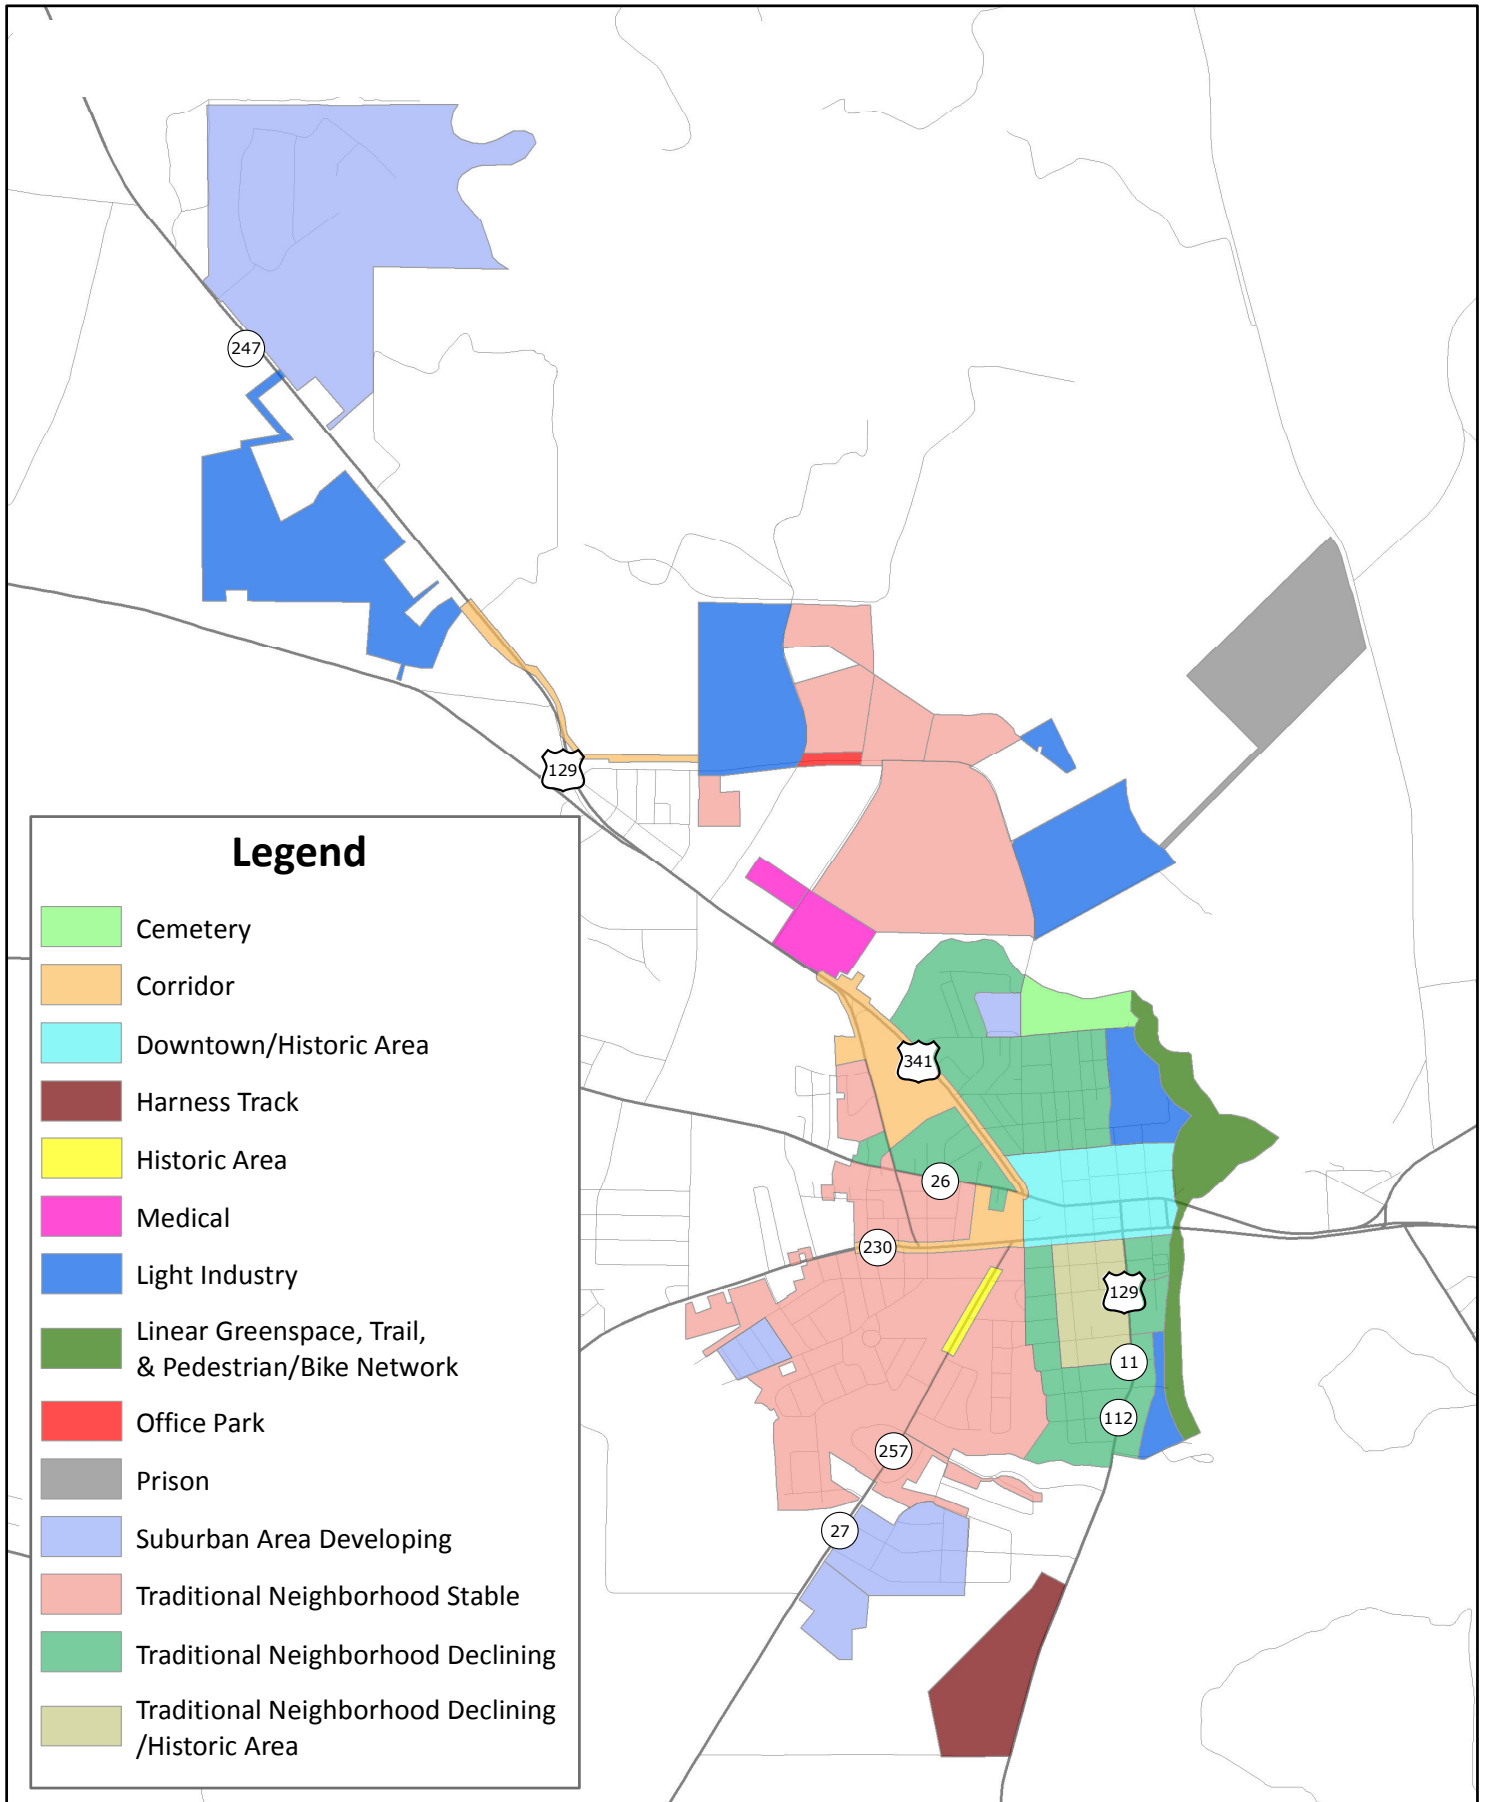 247
129
Legend
Cemetery
Corridor
Downtown/Historic Area
Harness Track
Historic Area
Medical
Light Industry
Linear Greenspace, Trail,
& Pedestrian/Bike Network
Office Park
Prison
Suburban Area Developing
Traditional Neighborhood Stable
Traditional Neighborhood Declining
Traditional Neighborhood Declining
/Historic Area
341
26
230
129
11
112
257
27